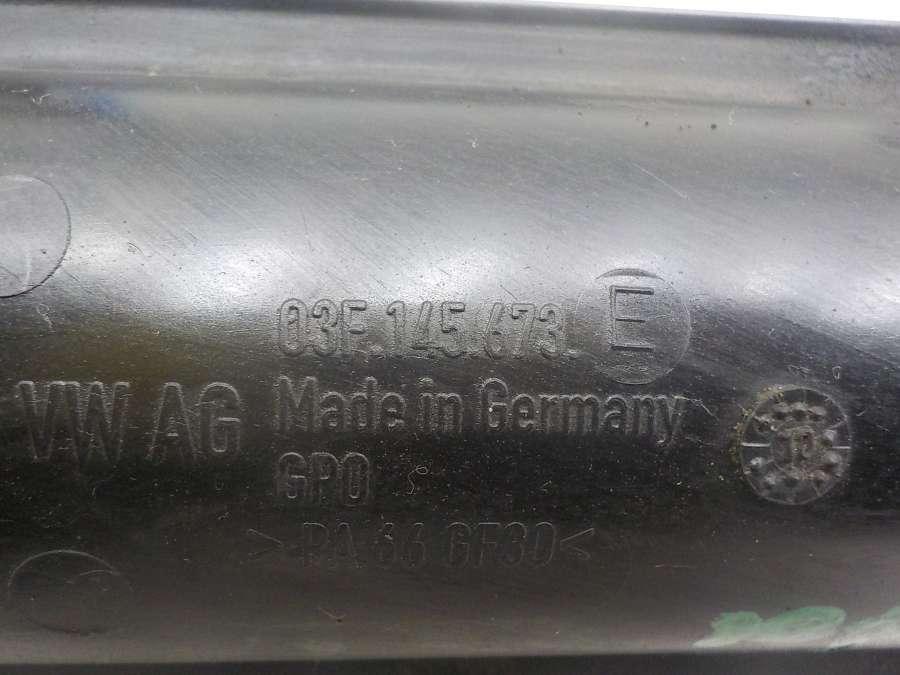 03F.145.673. E
VW AG Made in Germany
GPO
>PA 66 GF30<